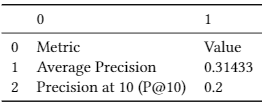 0 1
0 Metric Value
1 Average Precision 0.31433
2 Precision at 10 (P@10) 0.2